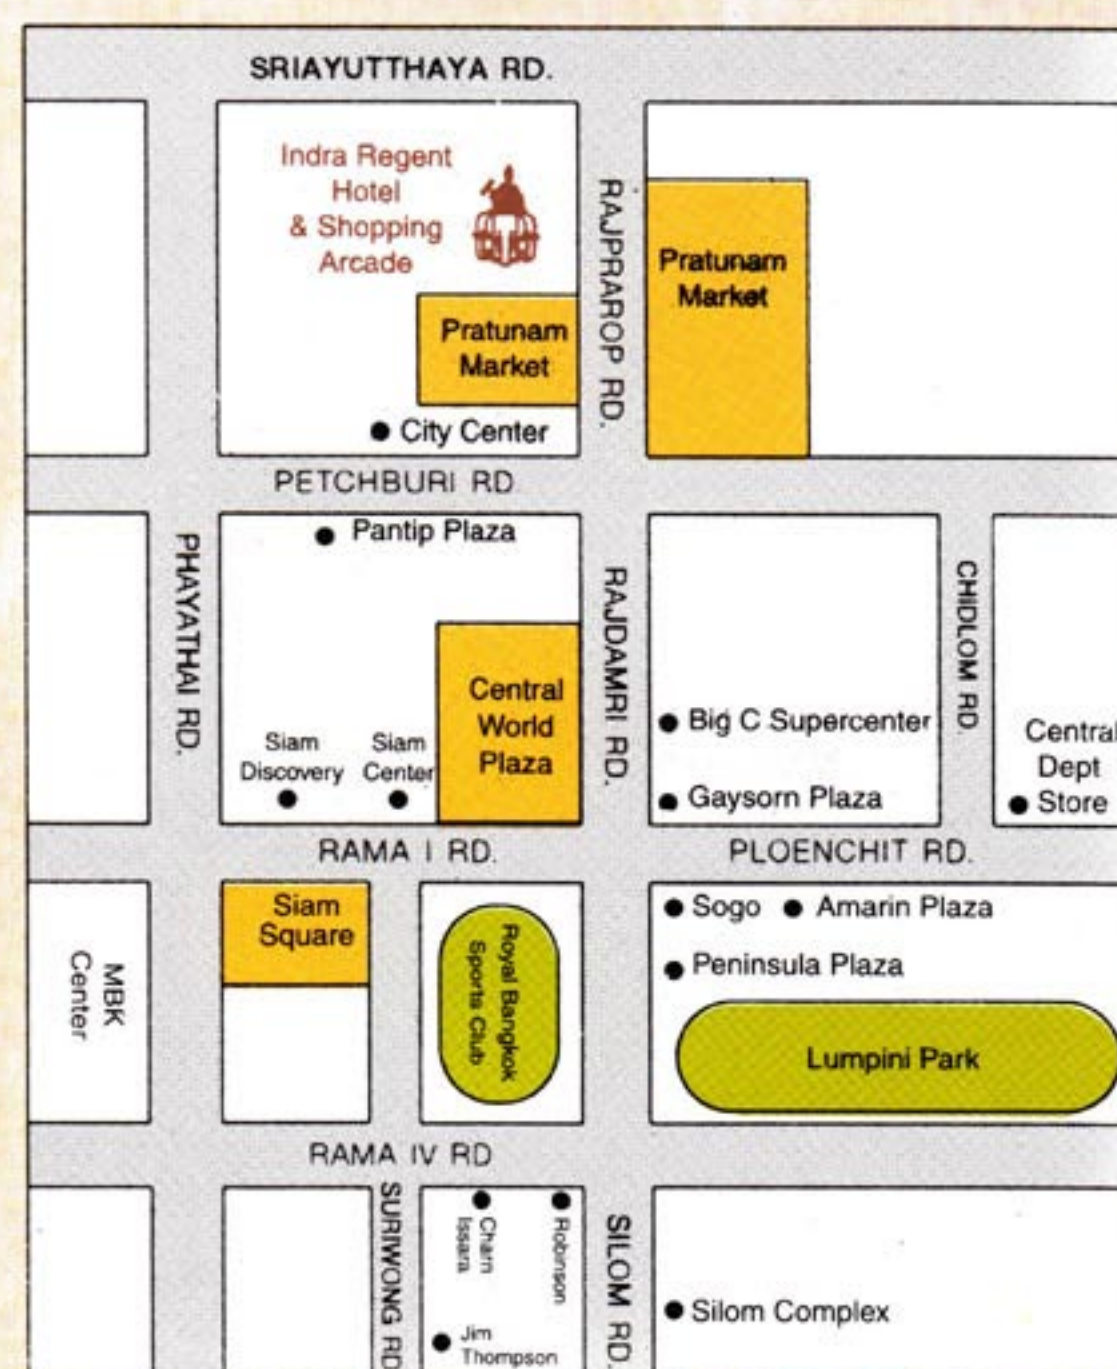 SRIAYUTTHAYA RD.
Indra Regent
Hotel
& Shopping
Arcade
RAJPRAROP RD.
Pratunam
Market
Pratunam
Market
City Center
PETCHBURI RD
PHAYATHAI RD.
Pantip Plaza
RAJDAMRI RD.
CHIDLOM RD.
Central
World
Plaza
Siam
Discovery
Siam
Center
Big C Supercenter
Gaysorn Plaza
Central
Dept
Store
RAMA I RD.
PLOENCHIT RD.
MBK
Center
Siam
Square
Royal Bangkok
Sports Club
Sogo
Amarin Plaza
Peninsula Plaza
Lumpini Park
RAMA IV RD
SURIWONG RD
Charn
Issara
Robinson
Jim
Thompson
SILOM RD.
Silom Complex